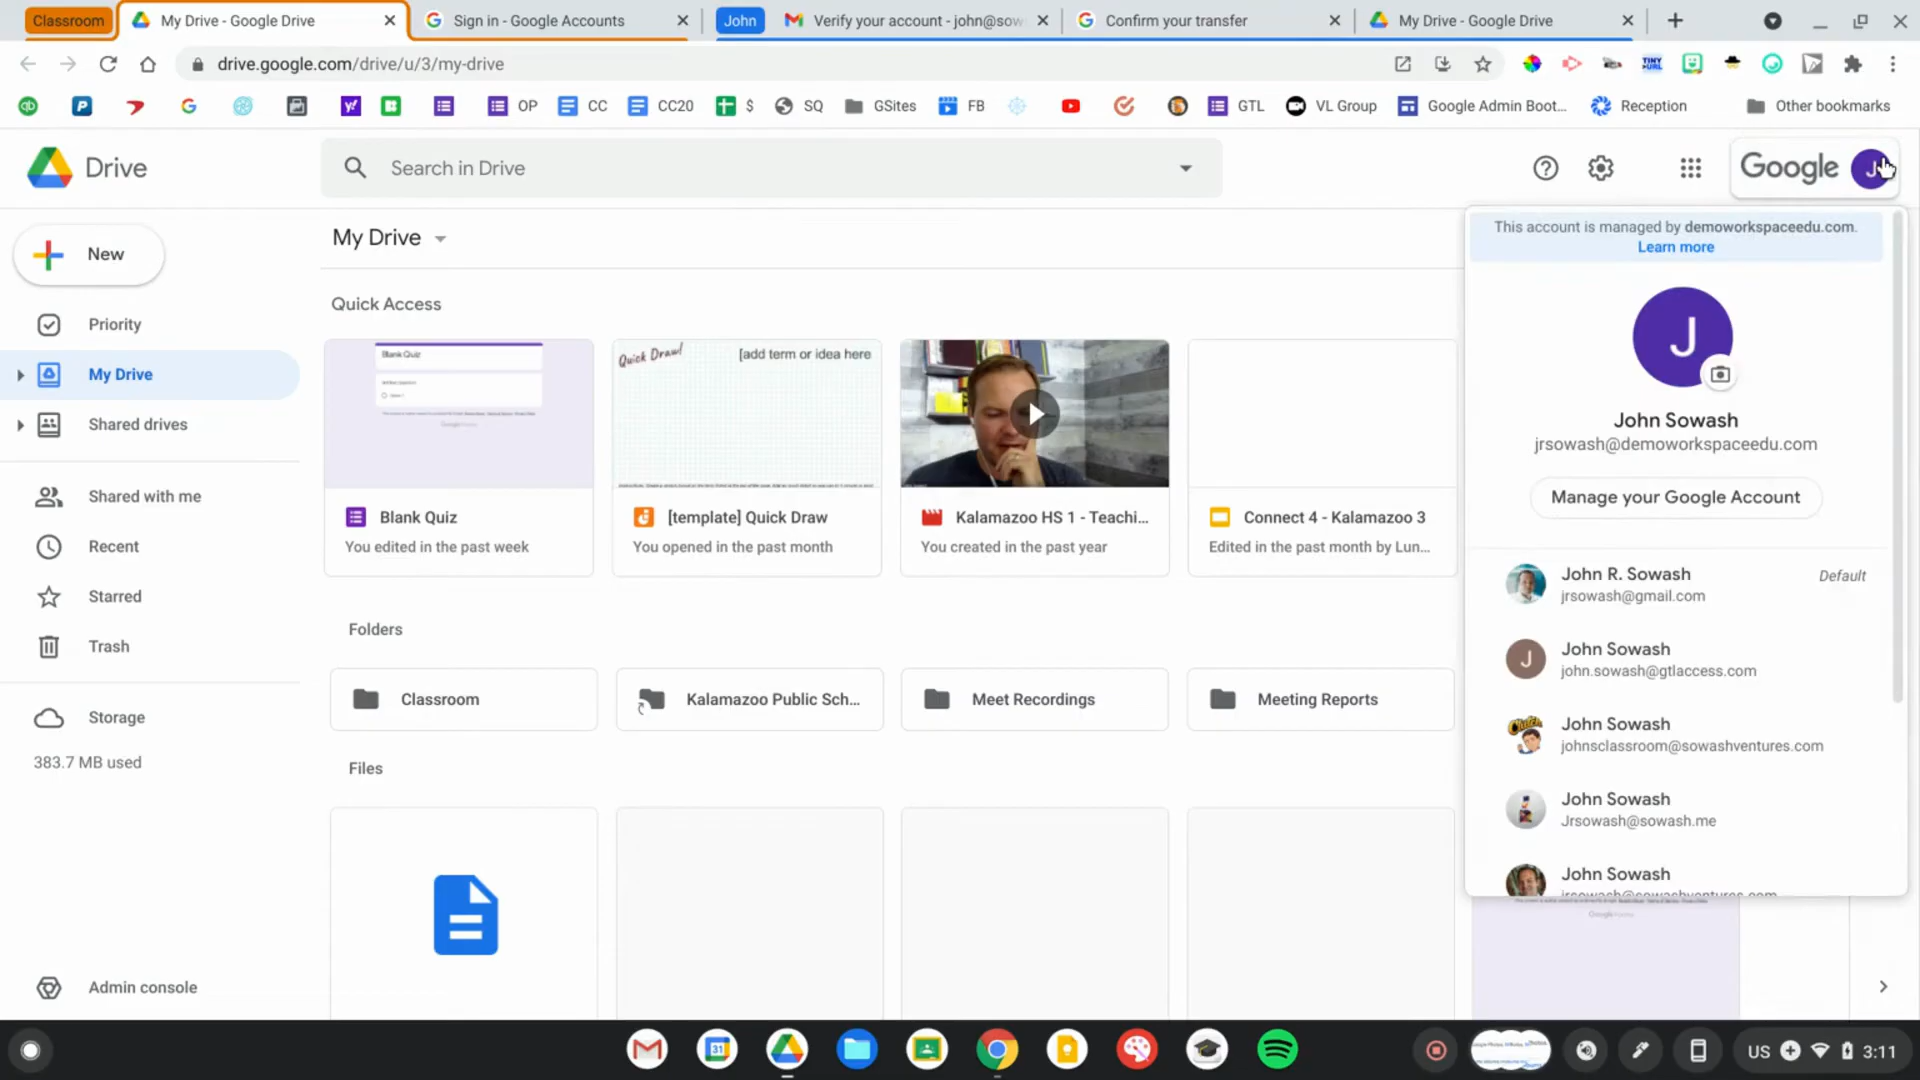 Classroom
My Drive - Google Drive
Sign in - Google Accounts
John
Verify your account - john@sow
Confirm your transfer
My Drive - Google Drive
drive.google.com/drive/u/3/my-drive
TINY
URL
OP
CC
CC20
$
SQ
GSites
FB
GTL
VL Group
Google Admin Boot...
Reception
Other bookmarks
Drive
Search in Drive
Google
J
New
Priority
My Drive
Shared drives
Shared with me
Recent
Starred
Trash
Storage
383.7 MB used
Admin console
My Drive
Quick Access
Blank Quiz
Quick Draw!
[add term or idea here
Blank Quiz
You edited in the past week
[template] Quick Draw
You opened in the past month
Kalamazoo HS 1 - Teachi...
You created in the past year
Connect 4 - Kalamazoo 3
Edited in the past month by Lun...
Folders
Classroom
Kalamazoo Public Sch...
Meet Recordings
Meeting Reports
Files
This account is managed by demoworkspaceedu.com.
Learn more
J
John Sowash
jrsowash@demoworkspaceedu.com
Manage your Google Account
John R. Sowash
Default
jrsowash@gmail.com
J
John Sowash
john.sowash@gtlaccess.com
John Sowash
johnsclassroom@sowashventures.com
John Sowash
Jrsowash@sowash.me
John Sowash
jrsowash@sowashventures.com
31
US
3:11